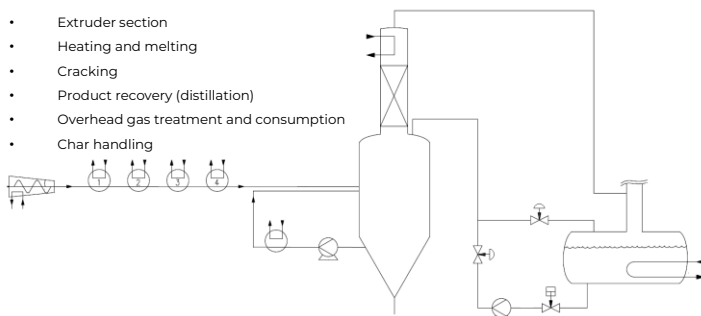 • Extruder section
• Heating and melting
• Cracking
• Product recovery (distillation)
• Overhead gas treatment and consumption
• Char handling
1 2 3 4